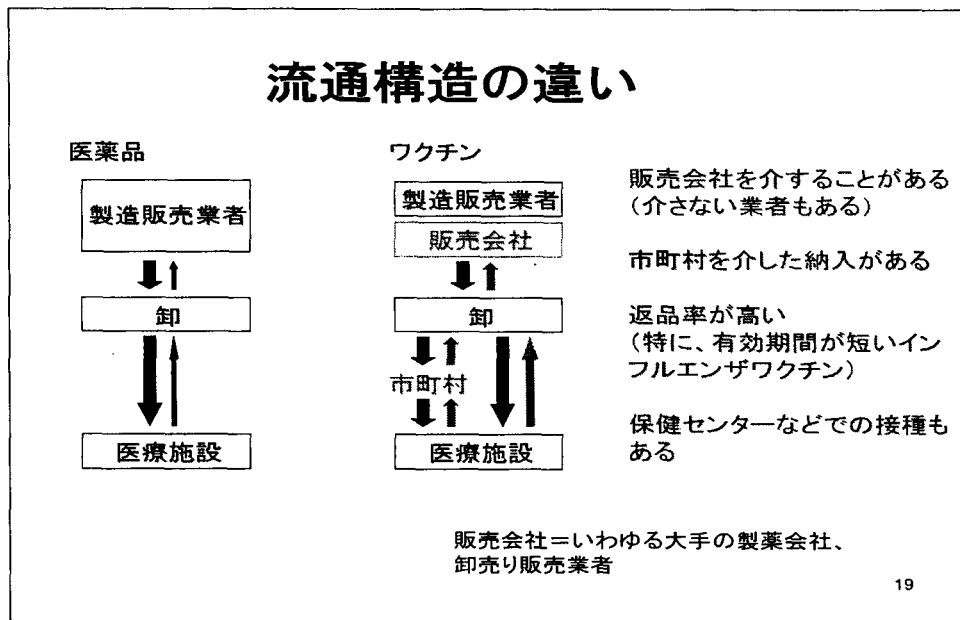 流通構造の違い
医薬品
製造販売業者
卸
医療施設
ワクチン
製造販売業者
販売会社
卸
市町村
医療施設
販売会社を介することがある
（介さない業者もある）
市町村を介した納入がある
返品率が高い
（特に、有効期間が短いイン
フルエンザワクチン）
保健センターなどでの接種も
ある
販売会社＝いわゆる大手の製薬会社、
卸売り販売業者
19